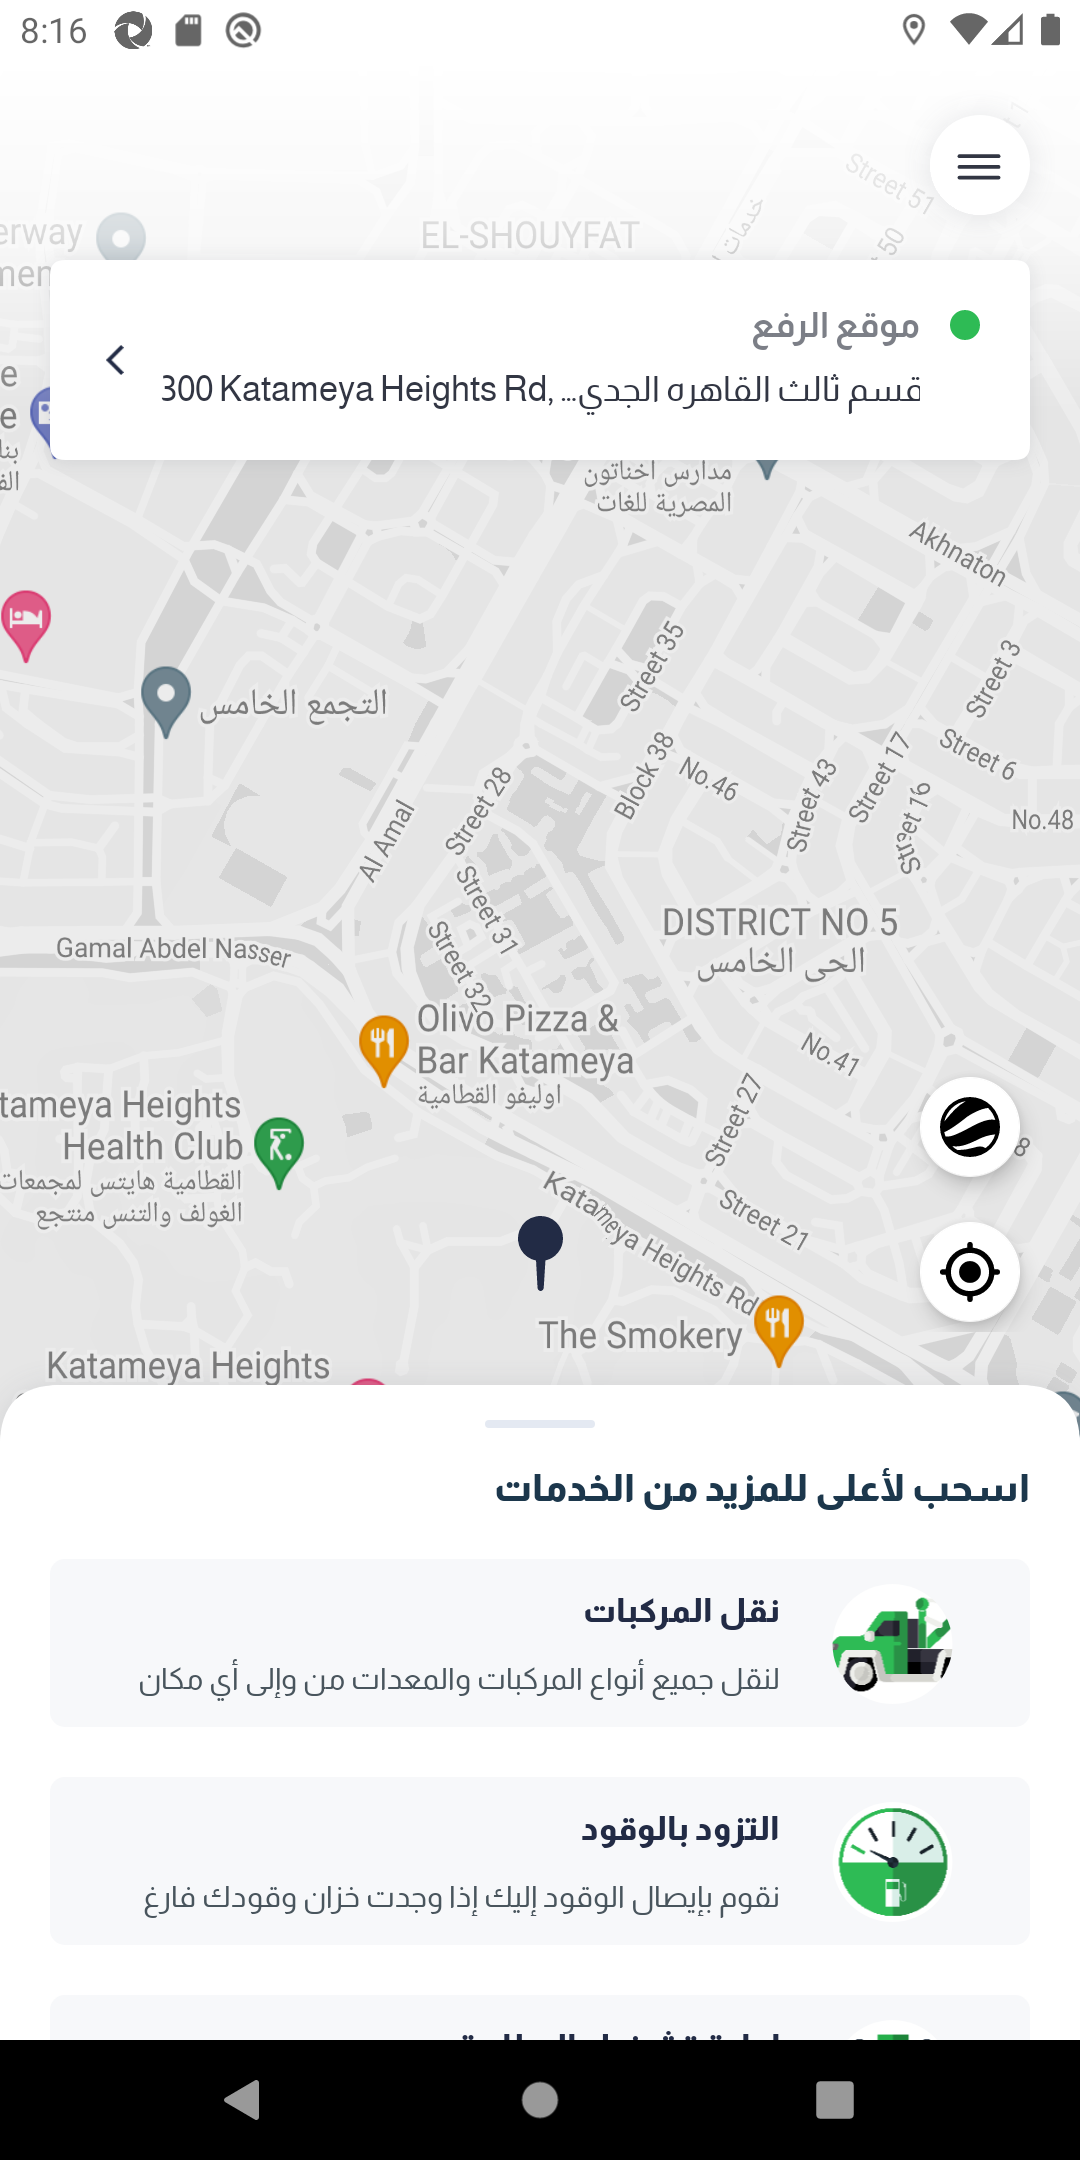 8:16
Street 51
50
خدمات
EL-SHOUYFAT
erway
men
موقع الرفع
300 Katameya Heights Rd, ...قسم ثالث القاهره الجدي
e
e
بنا
الف
مدارس اخناتون
المصرية للغات
Akhnaton
Street 35
Street 3
التجمع الخامس
Block 38
No.46
Street 43
Street 17
Street 6
Street 16
No.48
Street 28
Al Amal
Street 31
Street 32
DISTRICT NO 5
الحى الخامس
Gamal Abdel Nasser
Olivo Pizza &
Bar Katameya
اوليفو القطامية
No.41
Street 27
tameya Heights
Health Club
القطامية هايتس لمجمعات
الغولف والتنس منتجع
8
Katameya Heights Rd
Street 21
The Smokery
Katameya Heights
اسحب لأعلى للمزيد من الخدمات
نقل المركبات
لنقل جميع أنواع المركبات والمعدات من وإلى أي مكان
التزود بالوقود
نقوم بإيصال الوقود إليك إذا وجدت خزان وقودك فارغ